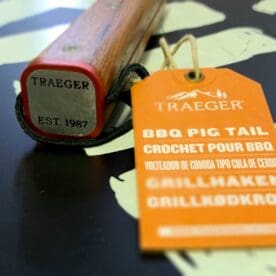 TRAEGER
EST. 1987
TRAEGER
BBQ PIG TAIL
CROCHET POUR BBQ
VOLTEADOR DE COMIDA TIPO COLA DE CERDO
GRILLHAKEN
GRILLKØDKRO